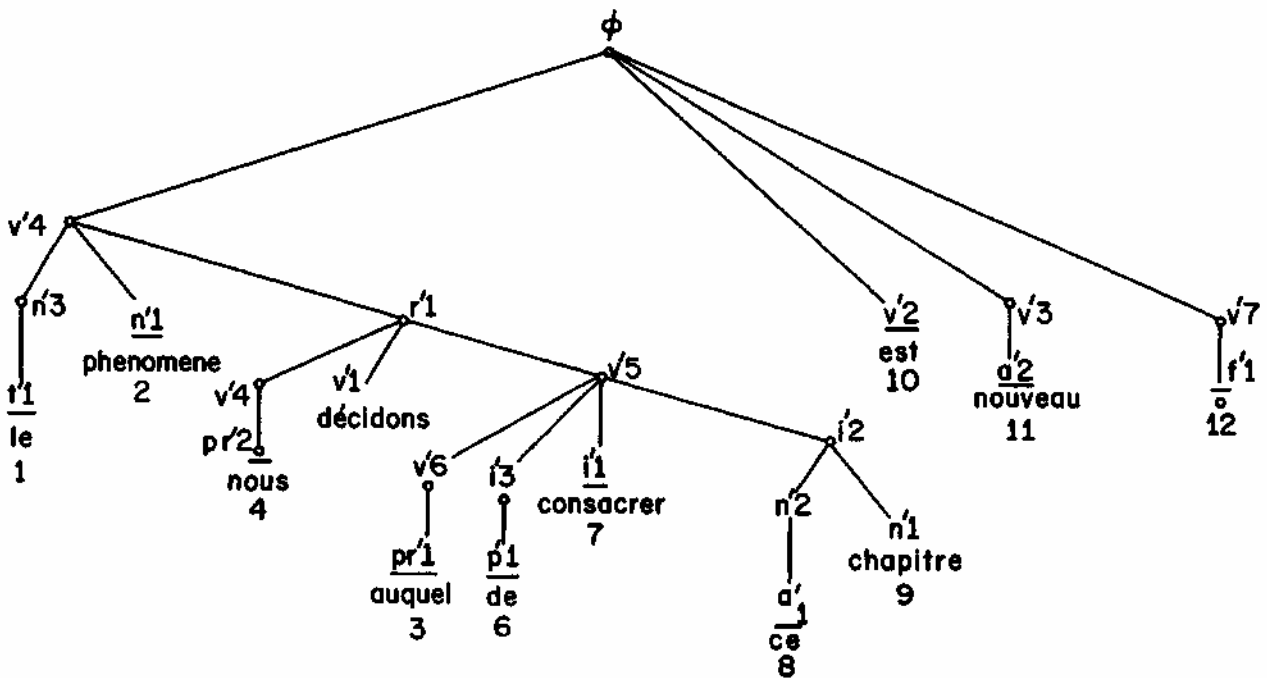 φ
v'4
n'3
n'1
phenomene
2
t'1
le
1
r'1
v'4
pr'2
nous
4
v'1
décidons
v'5
v'6
pr'1
auquel
3
i'3
p'1
de
6
i'1
consacrer
7
i'2
n'2
a'1
ce
8
n'1
chapitre
9
v'2
est
10
v'3
a'2
nouveau
11
v'7
f'1
12